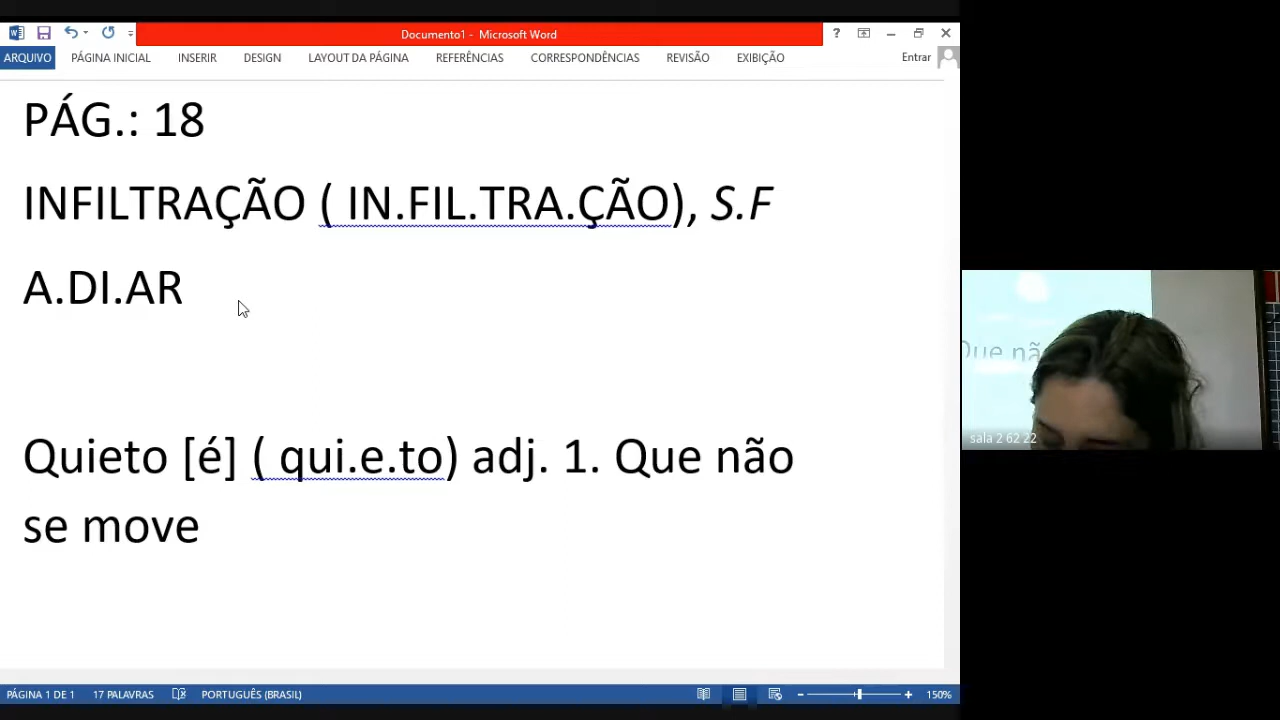 Documento1 - Microsoft Word
?
ARQUIVO PÁGINA INICIAL INSERIR DESIGN LAYOUT DA PÁGINA REFERÊNCIAS CORRESPONDÊNCIAS REVISÃO EXIBIÇÃO Entrar
PÁG.: 18
INFILTRAÇÃO ( IN.FIL.TRA.ÇÃO), S.F
A.DI.AR
Quieto [é] ( qui.e.to) adj. 1. Que não
se move
Que nã
sala 2 62 22
PÁGINA 1 DE 1 17 PALAVRAS PORTUGUÊS (BRASIL) 150%